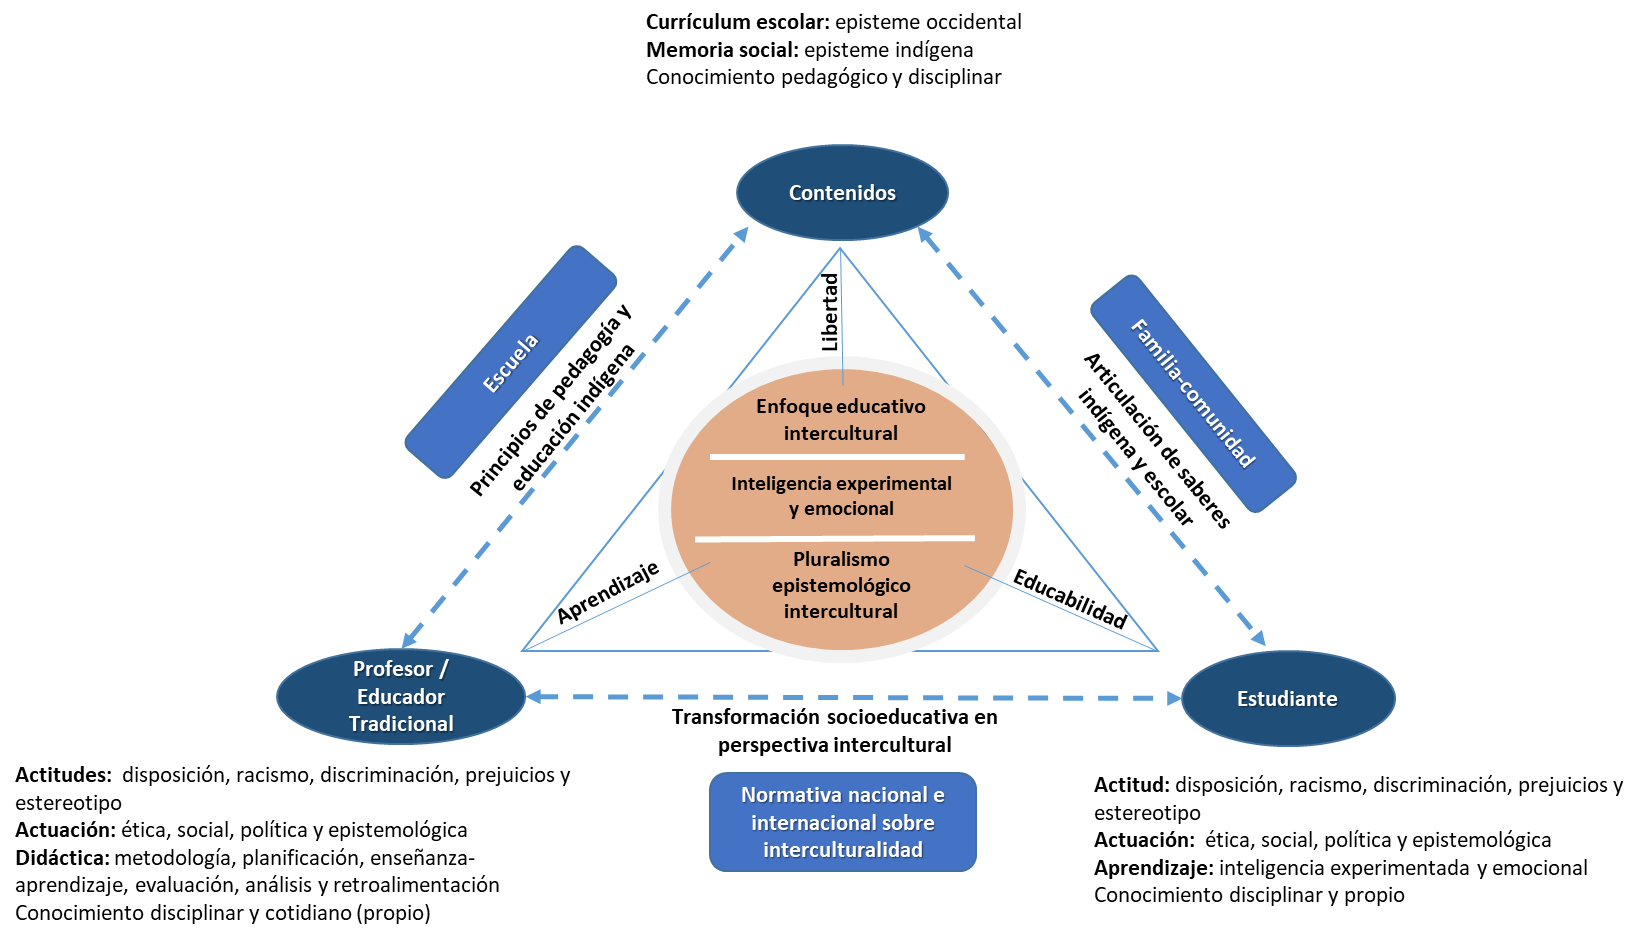 Currículum escolar: episteme occidental
Memoria social: episteme indígena
Conocimiento pedagógico y disciplinar
Contenidos
Escuela
Principios de pedagogía y
educación indígena
Libertad
Familia-comunidad
Articulación de saberes
indígena y escolar
Enfoque educativo
intercultural
Inteligencia experimental
y emocional
Pluralismo
epistemológico
intercultural
Aprendizaje
Educabilidad
Profesor /
Educador
Tradicional
Estudiante
Transformación socioeducativa en
perspectiva intercultural
Normativa nacional e
internacional sobre
interculturalidad
Actitudes: disposición, racismo, discriminación, prejuicios y
estereotipo
Actuación: ética, social, política y epistemológica
Didáctica: metodología, planificación, enseñanza-
aprendizaje, evaluación, análisis y retroalimentación
Conocimiento disciplinar y cotidiano (propio)
Actitud: disposición, racismo, discriminación, prejuicios y
estereotipo
Actuación: ética, social, política y epistemológica
Aprendizaje: inteligencia experimentada y emocional
Conocimiento disciplinar y propio